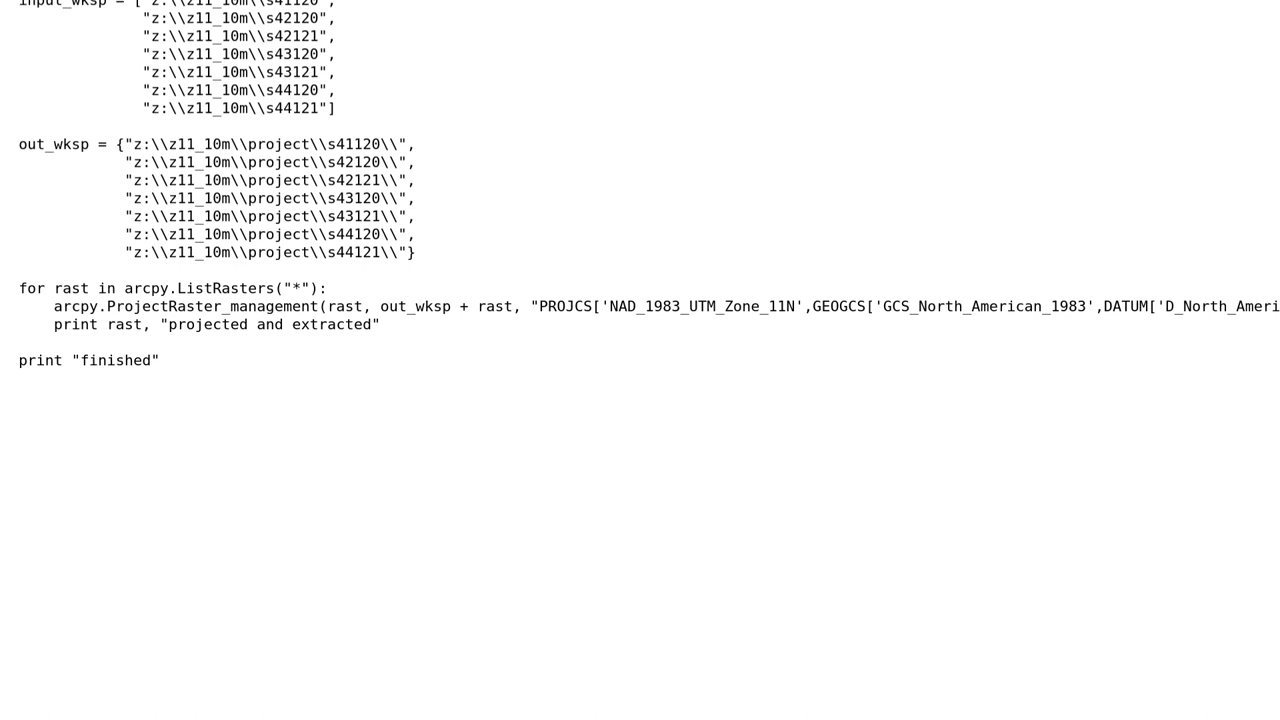 input_wksp = ["z:\\z11_10m\\s41120",
"z:\\z11_10m\\s42120",
"z:\\z11_10m\\s42121",
"z:\\z11_10m\\s43120",
"z:\\z11_10m\\s43121",
"z:\\z11_10m\\s44120",
"z:\\z11_10m\\s44121"]
out_wksp = {"z:\\z11_10m\\project\\s41120\\",
"z:\\z11_10m\\project\\s42120\\",
"z:\\z11_10m\\project\\s42121\\",
"z:\\z11_10m\\project\\s43120\\",
"z:\\z11_10m\\project\\s43121\\",
"z:\\z11_10m\\project\\s44120\\",
"z:\\z11_10m\\project\\s44121\\"}
for rast in arcpy.ListRasters("*"):
arcpy.ProjectRaster_management(rast, out_wksp + rast, "PROJCS['NAD_1983_UTM_Zone_11N',GEOGCS['GCS_North_American_1983',DATUM['D_North_Ameri
print rast, "projected and extracted"
print "finished"